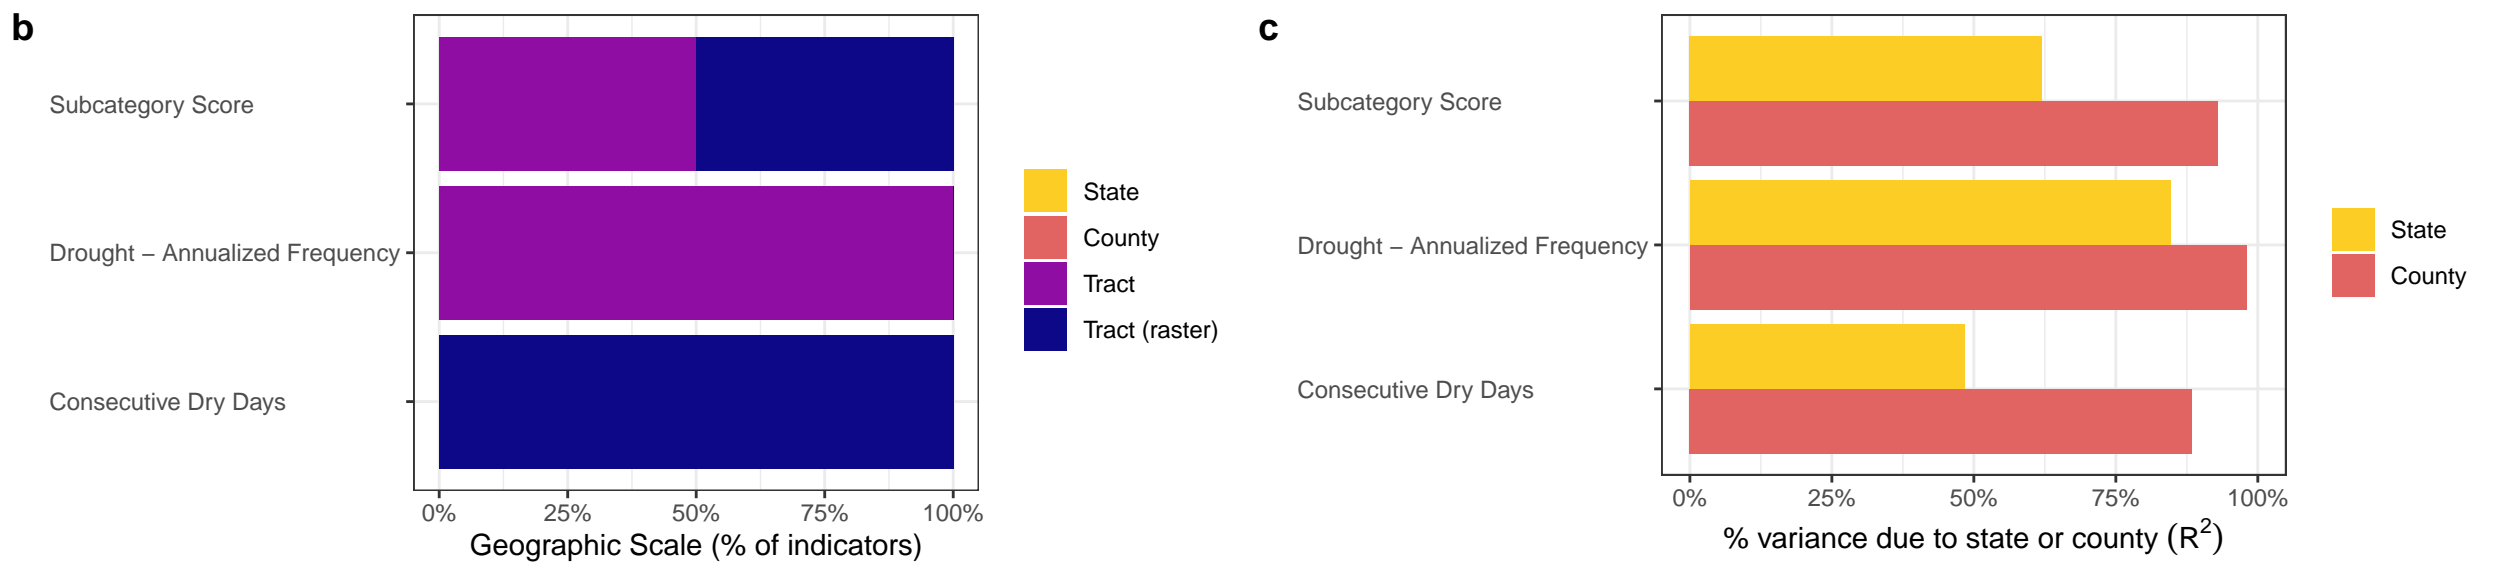 b
Subcategory Score
Drought – Annualized Frequency
Consecutive Dry Days
0% 25% 50% 75% 100%
Geographic Scale (% of indicators)
State
County
Tract
Tract (raster)
c
Subcategory Score
Drought – Annualized Frequency
Consecutive Dry Days
0% 25% 50% 75% 100%
% variance due to state or county (R²)
State
County